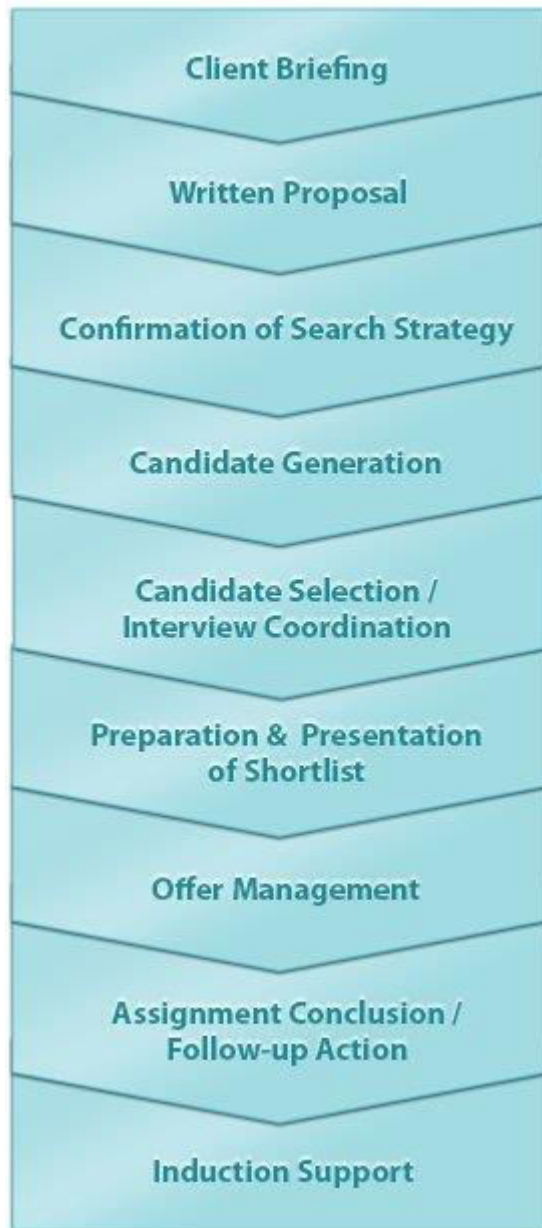 Client Briefing
Written Proposal
Confirmation of Search Strategy
Candidate Generation
Candidate Selection /
Interview Coordination
Preparation & Presentation
of Shortlist
Offer Management
Assignment Conclusion /
Follow-up Action
Induction Support